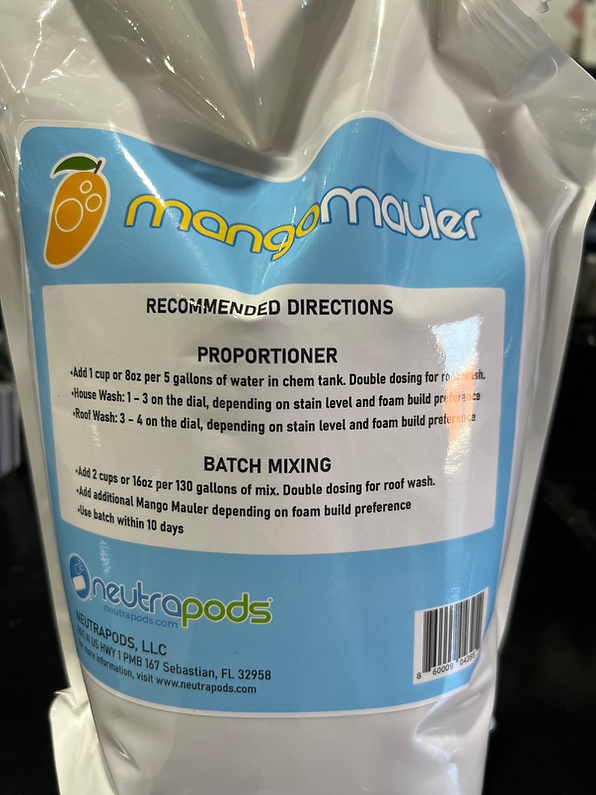 mangomauler
RECOMMENDED DIRECTIONS
PROPORTIONER
•Add 1 cup or 8oz per 5 gallons of water in chem tank. Double dosing for roof wash.
•House Wash: 1 – 3 on the dial, depending on stain level and foam build preference
•Roof Wash: 3 – 4 on the dial, depending on stain level and foam build preference
BATCH MIXING
•Add 2 cups or 16oz per 130 gallons of mix. Double dosing for roof wash.
•Add additional Mango Mauler depending on foam build preference
•Use batch within 10 days
neutrapods
neutrapods.com
NEUTRAPODS, LLC
US HWY 1 PMB 167 Sebastian, FL 32958
For more information, visit www.neutrapods.com
8 60009